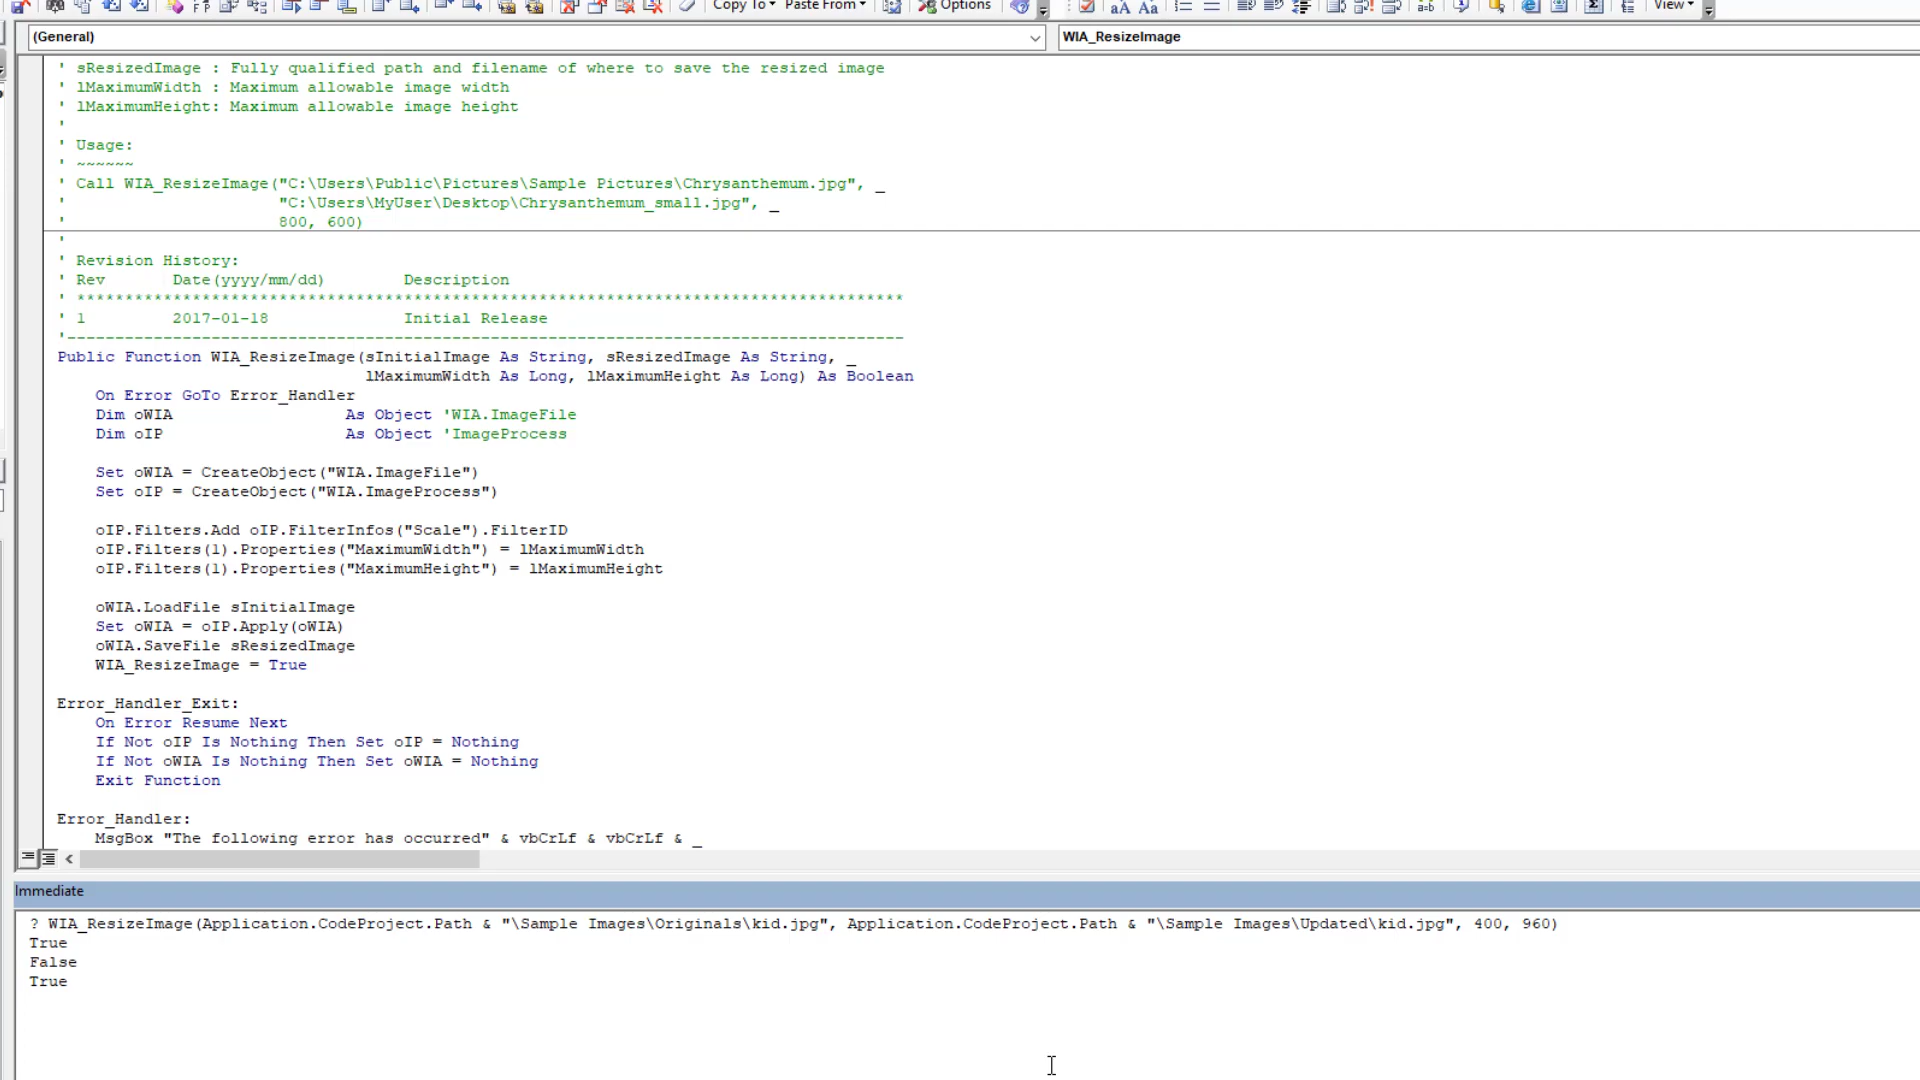 Copy To Paste From Options View
(General) WIA_ResizeImage
' sResizedImage : Fully qualified path and filename of where to save the resized image
' lMaximumWidth : Maximum allowable image width
' lMaximumHeight: Maximum allowable image height
'
' Usage:
' ~~~~~~
' Call WIA_ResizeImage("C:\Users\Public\Pictures\Sample Pictures\Chrysanthemum.jpg", _
' "C:\Users\MyUser\Desktop\Chrysanthemum_small.jpg", _
' 800, 600)
'
' Revision History:
' Rev Date(yyyy/mm/dd) Description
' **************************************************************************************
' 1 2017-01-18 Initial Release
'---------------------------------------------------------------------------------------
Public Function WIA_ResizeImage(sInitialImage As String, sResizedImage As String, _
lMaximumWidth As Long, lMaximumHeight As Long) As Boolean
On Error GoTo Error_Handler
Dim oWIA As Object 'WIA.ImageFile
Dim oIP As Object 'ImageProcess
Set oWIA = CreateObject("WIA.ImageFile")
Set oIP = CreateObject("WIA.ImageProcess")
oIP.Filters.Add oIP.FilterInfos("Scale").FilterID
oIP.Filters(1).Properties("MaximumWidth") = lMaximumWidth
oIP.Filters(1).Properties("MaximumHeight") = lMaximumHeight
oWIA.LoadFile sInitialImage
Set oWIA = oIP.Apply(oWIA)
oWIA.SaveFile sResizedImage
WIA_ResizeImage = True
Error_Handler_Exit:
On Error Resume Next
If Not oIP Is Nothing Then Set oIP = Nothing
If Not oWIA Is Nothing Then Set oWIA = Nothing
Exit Function
Error_Handler:
MsgBox "The following error has occurred" & vbCrLf & vbCrLf & _
Immediate
? WIA_ResizeImage(Application.CodeProject.Path & "\Sample Images\Originals\kid.jpg", Application.CodeProject.Path & "\Sample Images\Updated\kid.jpg", 400, 960)
True
False
True